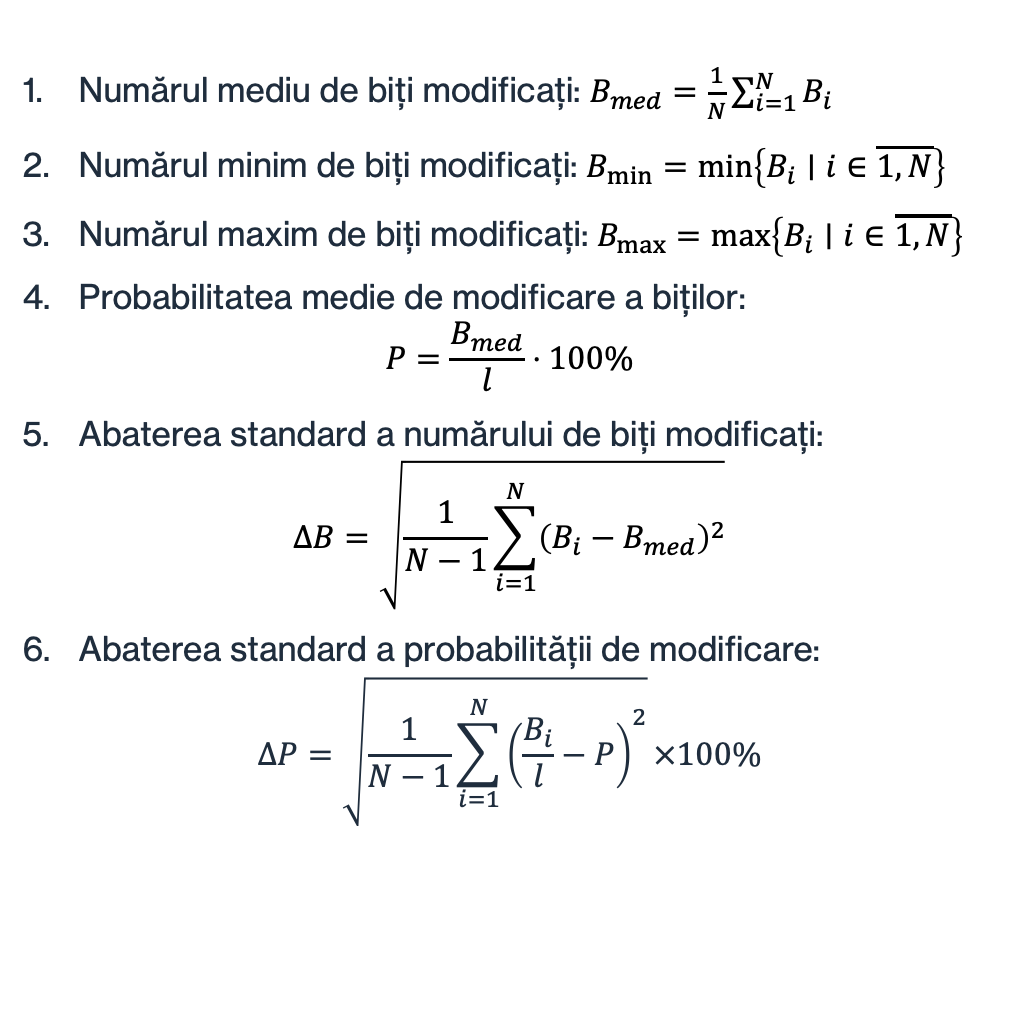 1. Numărul mediu de biți modificați: B_med = 1/N ∑_{i=1}^{N} B_i
2. Numărul minim de biți modificați: B_min = min{B_i | i ∈ \overline{1, N}}
3. Numărul maxim de biți modificați: B_max = max{B_i | i ∈ \overline{1, N}}
4. Probabilitatea medie de modificare a biților:
P = B_med / l · 100%
5. Abaterea standard a numărului de biți modificați:
ΔB = √(1/(N − 1) ∑_{i=1}^{N} (B_i − B_med)²)
6. Abaterea standard a probabilității de modificare:
ΔP = √(1/(N − 1) ∑_{i=1}^{N} (B_i/l − P)²) ×100%